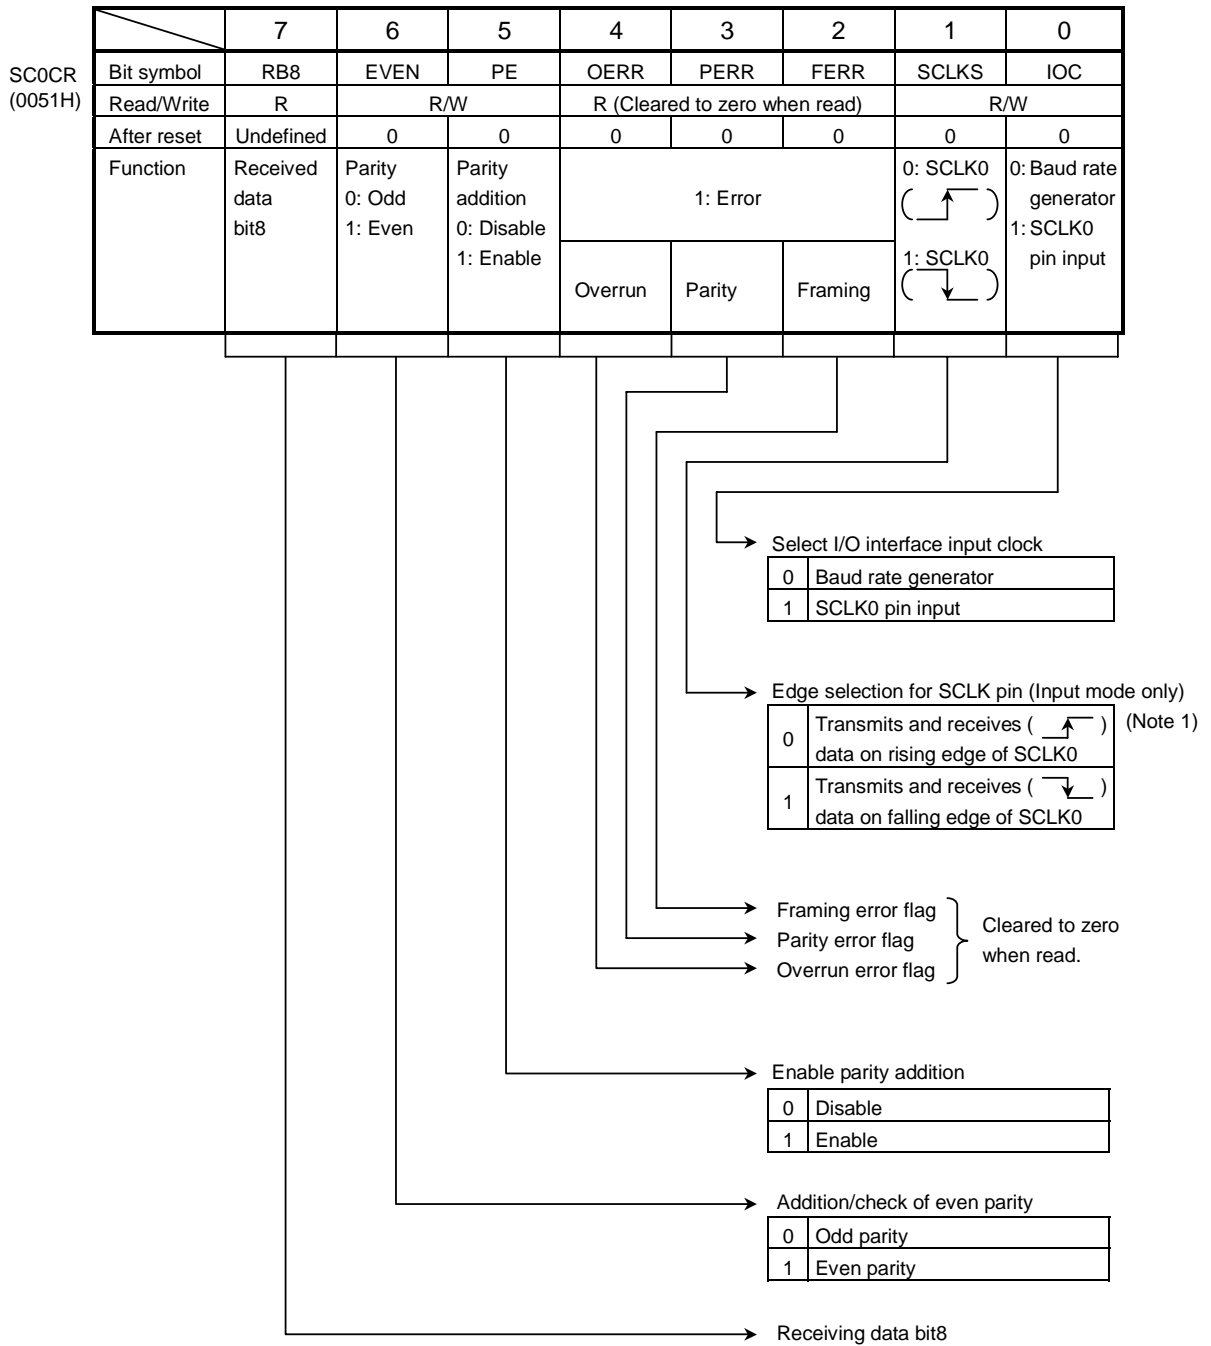 7 6 5 4 3 2 1 0
SC0CR
(0051H)
Bit symbol RB8 EVEN PE OERR PERR FERR SCLKS IOC
Read/Write R R/W R (Cleared to zero when read) R/W
After reset Undefined 0 0 0 0 0 0 0
Function
Received
data
bit8
Parity
0: Odd
1: Even
Parity
addition
0: Disable
1: Enable
1: Error
Overrun Parity Framing
0: SCLK0
( )
1: SCLK0
( )
0: Baud rate
generator
1: SCLK0
pin input
Select I/O interface input clock
0 Baud rate generator
1 SCLK0 pin input
Edge selection for SCLK pin (Input mode only)
(Note 1)
0 Transmits and receives ( )
data on rising edge of SCLK0
1 Transmits and receives ( )
data on falling edge of SCLK0
Framing error flag
Parity error flag
Overrun error flag
Cleared to zero
when read.
Enable parity addition
0 Disable
1 Enable
Addition/check of even parity
0 Odd parity
1 Even parity
Receiving data bit8